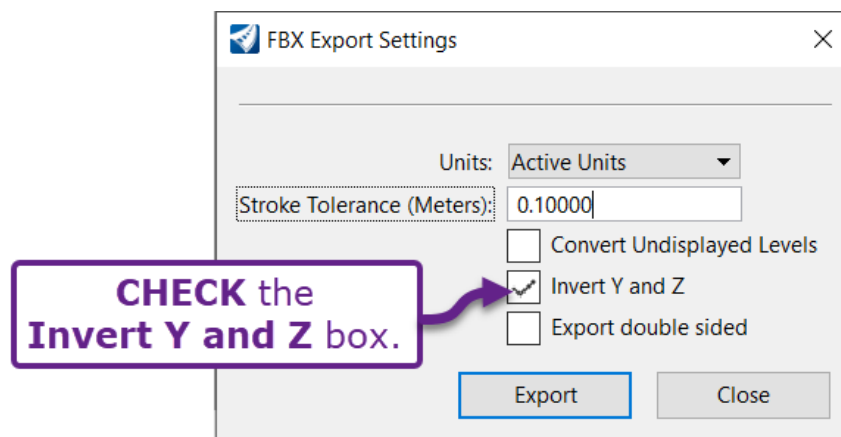 FBX Export Settings
Units: Active Units
Stroke Tolerance (Meters): 0.10000
Convert Undisplayed Levels
CHECK the
Invert Y and Z box.
Invert Y and Z
Export double sided
Export Close